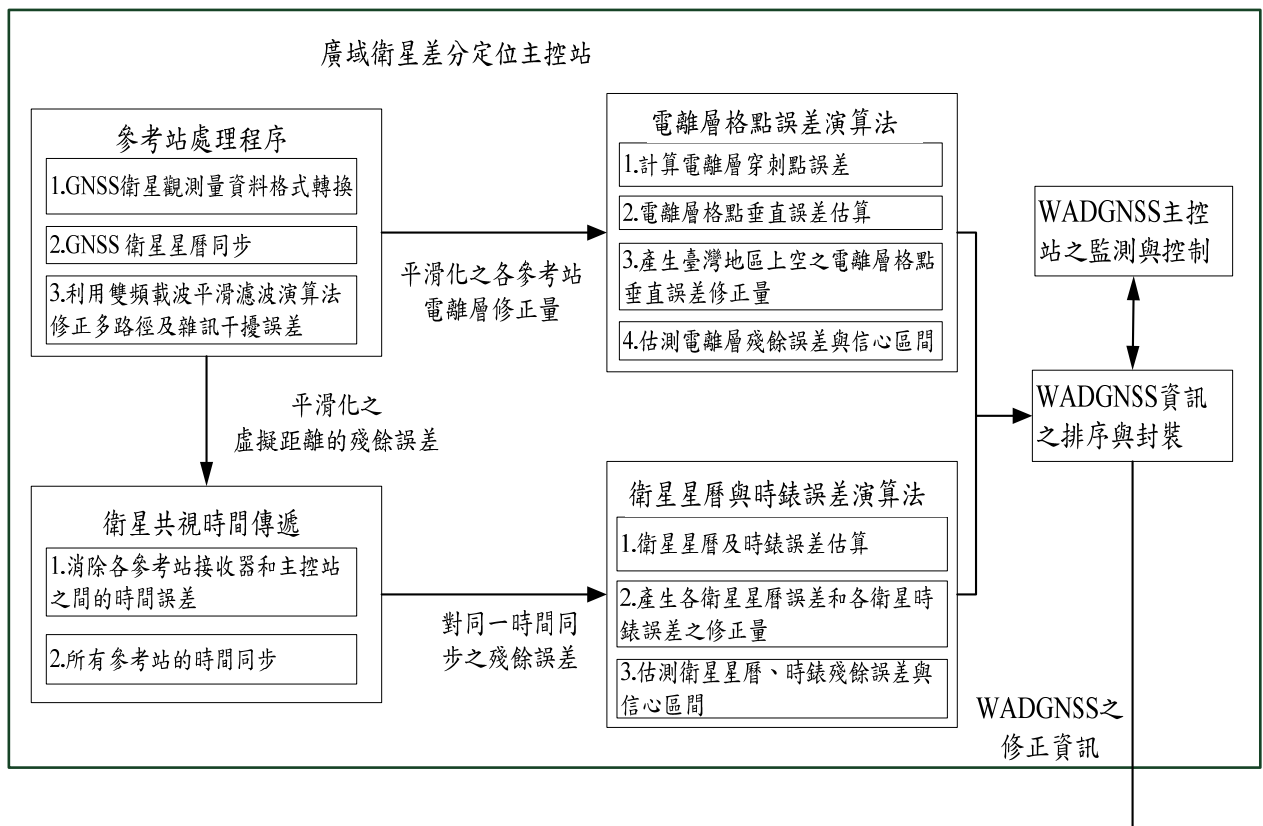 廣域衛星差分定位主控站
參考站處理程序
1.GNSS衛星觀測量資料格式轉換
2.GNSS 衛星星曆同步
3.利用雙頻載波平滑濾波演算法
修正多路徑及雜訊干擾誤差
平滑化之各參考站
電離層修正量
電離層格點誤差演算法
1.計算電離層穿刺點誤差
2.電離層格點垂直誤差估算
3.產生臺灣地區上空之電離層格點
垂直誤差修正量
4.估測電離層殘餘誤差與信心區間
WADGNSS主控
站之監測與控制
WADGNSS資訊
之排序與封裝
平滑化之
虛擬距離的殘餘誤差
衛星共視時間傳遞
1.消除各參考站接收器和主控站
之間的時間誤差
2.所有參考站的時間同步
對同一時間同
步之殘餘誤差
衛星星曆與時錶誤差演算法
1.衛星星曆及時錶誤差估算
2.產生各衛星星曆誤差和各衛星時
錶誤差之修正量
3.估測衛星星曆、時錶殘餘誤差與
信心區間
WADGNSS之
修正資訊